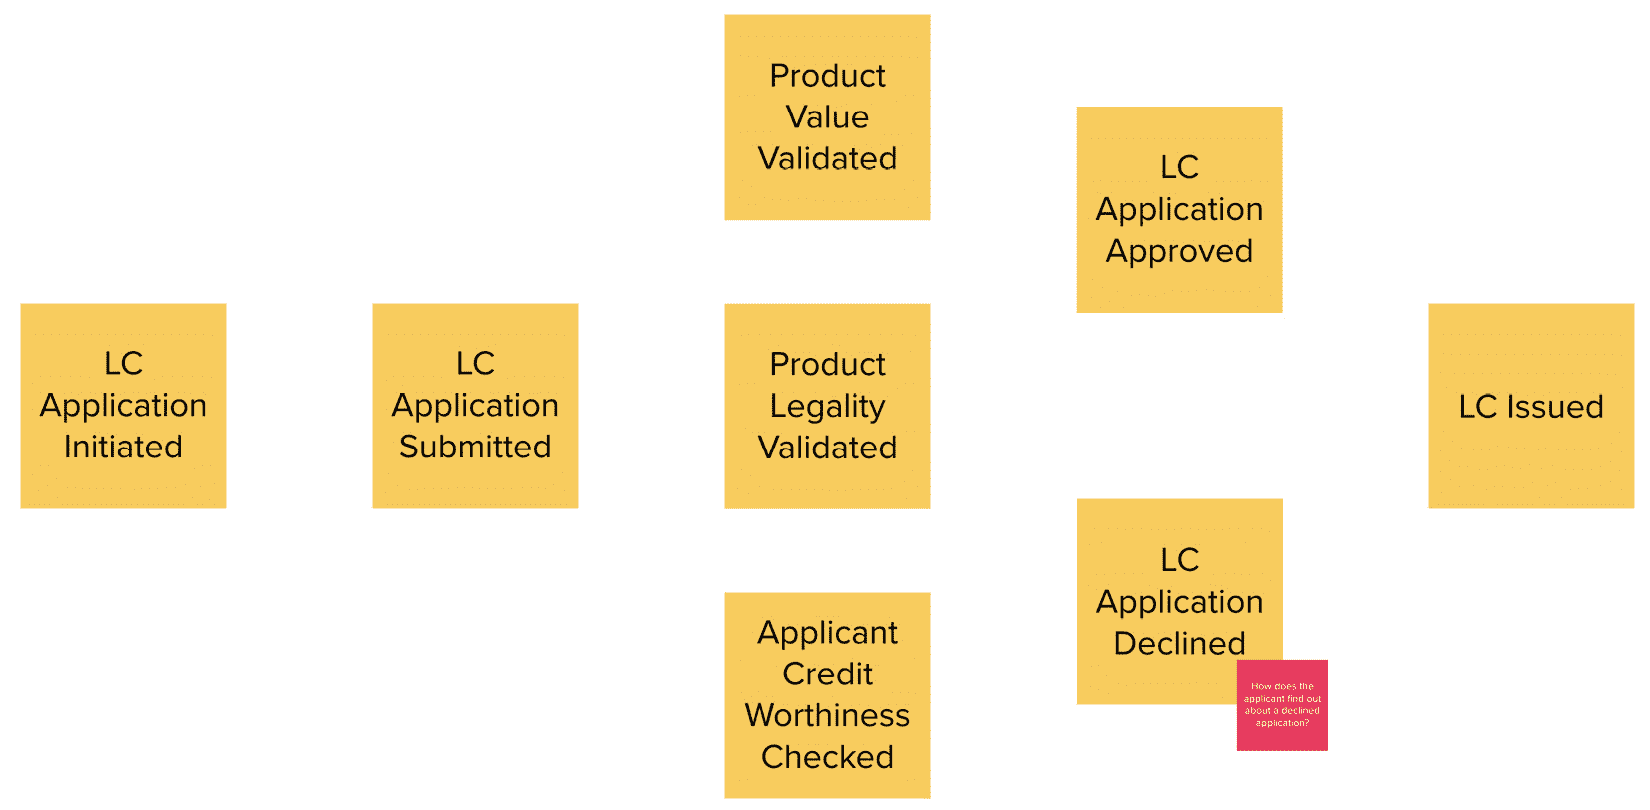 LC
Application
Initiated
LC
Application
Submitted
Product
Value
Validated
Product
Legality
Validated
Applicant
Credit
Worthiness
Checked
LC
Application
Approved
LC
Application
Declined
How does the
applicant find out
about a declined
application?
LC Issued